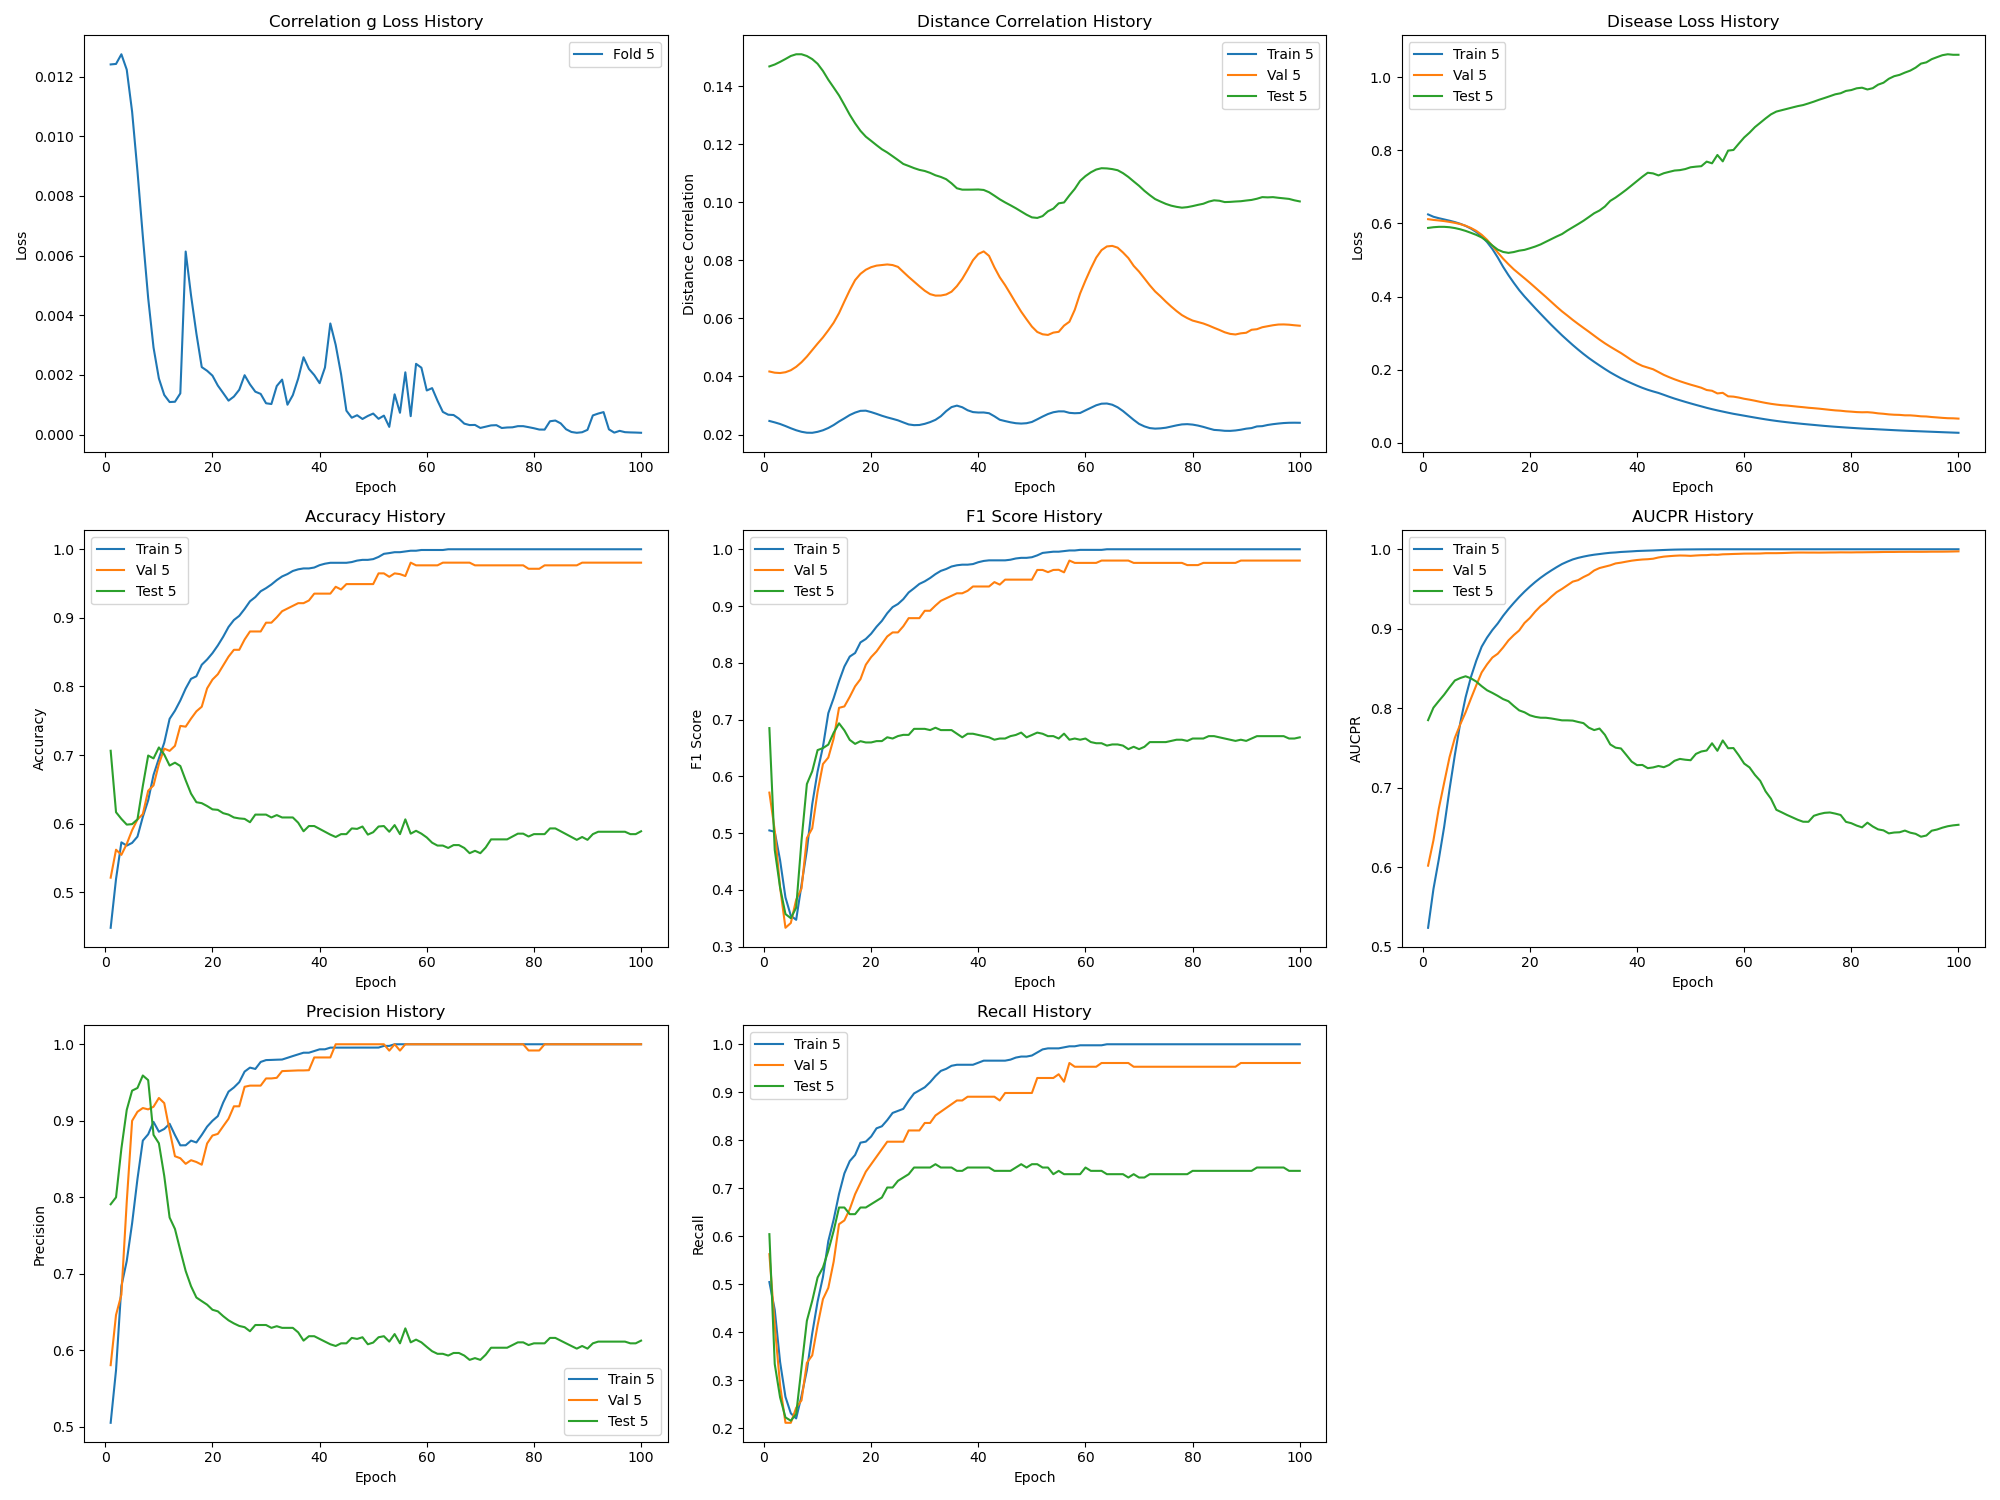 Correlation g Loss History
Loss
0.012
0.010
0.008
0.006
0.004
0.002
0.000
0 20 40 60 80 100
Epoch
Fold 5
Distance Correlation History
Distance Correlation
0.14
0.12
0.10
0.08
0.06
0.04
0.02
0 20 40 60 80 100
Epoch
Train 5
Val 5
Test 5
Disease Loss History
Loss
1.0
0.8
0.6
0.4
0.2
0.0
0 20 40 60 80 100
Epoch
Train 5
Val 5
Test 5
Accuracy History
Accuracy
1.0
0.9
0.8
0.7
0.6
0.5
0 20 40 60 80 100
Epoch
Train 5
Val 5
Test 5
F1 Score History
F1 Score
1.0
0.9
0.8
0.7
0.6
0.5
0.4
0.3
0 20 40 60 80 100
Epoch
Train 5
Val 5
Test 5
AUCPR History
AUCPR
1.0
0.9
0.8
0.7
0.6
0.5
0 20 40 60 80 100
Epoch
Train 5
Val 5
Test 5
Precision History
Precision
1.0
0.9
0.8
0.7
0.6
0.5
0 20 40 60 80 100
Epoch
Train 5
Val 5
Test 5
Recall History
Recall
1.0
0.9
0.8
0.7
0.6
0.5
0.4
0.3
0.2
0 20 40 60 80 100
Epoch
Train 5
Val 5
Test 5